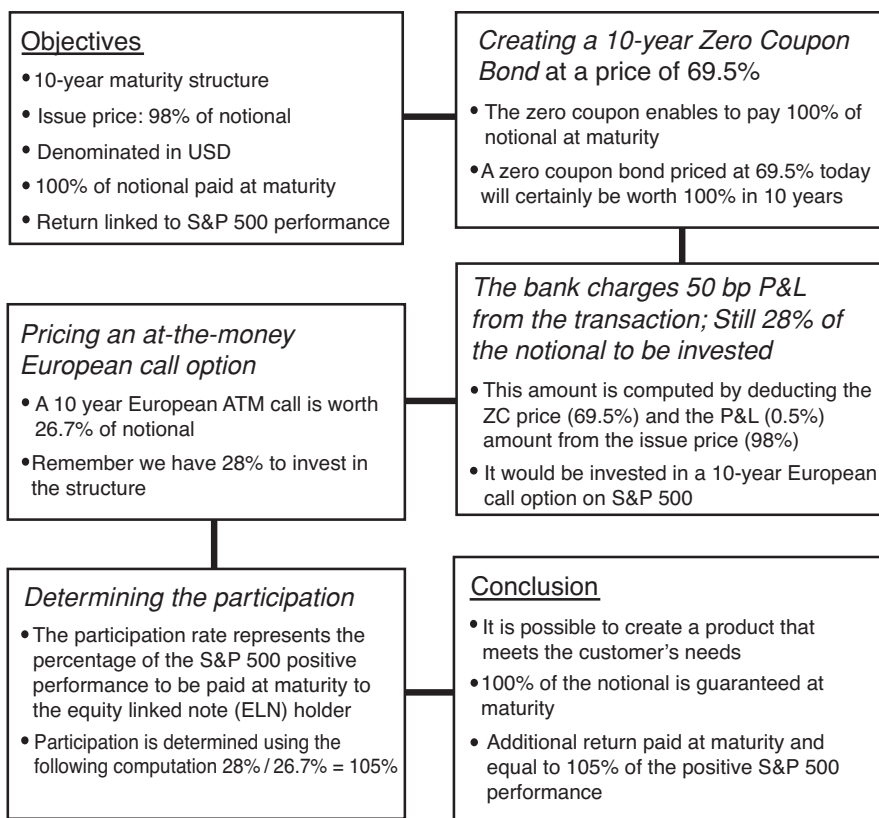 Objectives
• 10-year maturity structure
• Issue price: 98% of notional
• Denominated in USD
• 100% of notional paid at maturity
• Return linked to S&P 500 performance
Creating a 10-year Zero Coupon
Bond at a price of 69.5%
• The zero coupon enables to pay 100% of
notional at maturity
• A zero coupon bond priced at 69.5% today
will certainly be worth 100% in 10 years
The bank charges 50 bp P&L
from the transaction; Still 28% of
the notional to be invested
• This amount is computed by deducting the
ZC price (69.5%) and the P&L (0.5%)
amount from the issue price (98%)
• It would be invested in a 10-year European
call option on S&P 500
Pricing an at-the-money
European call option
• A 10 year European ATM call is worth
26.7% of notional
• Remember we have 28% to invest in
the structure
Determining the participation
• The participation rate represents the
percentage of the S&P 500 positive
performance to be paid at maturity to
the equity linked note (ELN) holder
• Participation is determined using the
following computation 28% / 26.7% = 105%
Conclusion
• It is possible to create a product that
meets the customer's needs
• 100% of the notional is guaranteed at
maturity
• Additional return paid at maturity and
equal to 105% of the positive S&P 500
performance